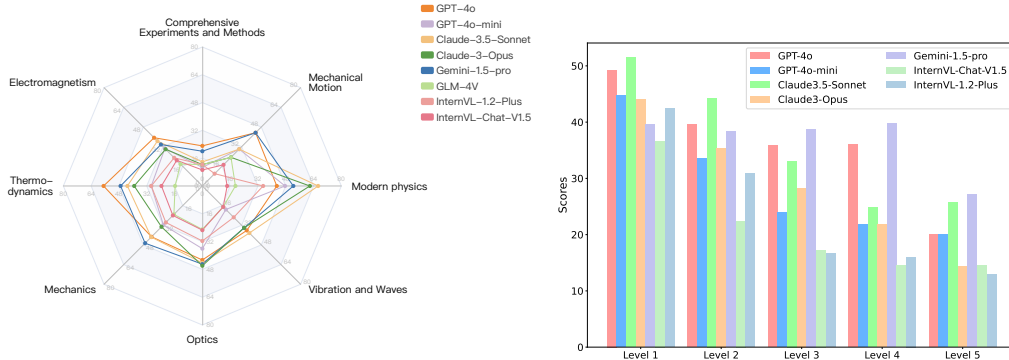 Comprehensive
Experiments and Methods
Mechanical
Motion
Modern physics
Vibration and Waves
Optics
Mechanics
Thermo-
dynamics
Electromagnetism
80
64
48
32
GPT-4o
GPT-4o-mini
Claude-3.5-Sonnet
Claude-3-Opus
Gemini-1.5-pro
GLM-4V
InternVL-1.2-Plus
InternVL-Chat-V1.5
Scores
50
40
30
20
10
0
Level 1
Level 2
Level 3
Level 4
Level 5
GPT-4o
GPT-4o-mini
Claude3.5-Sonnet
Claude3-Opus
Gemini-1.5-pro
InternVL-Chat-V1.5
InternVL-1.2-Plus